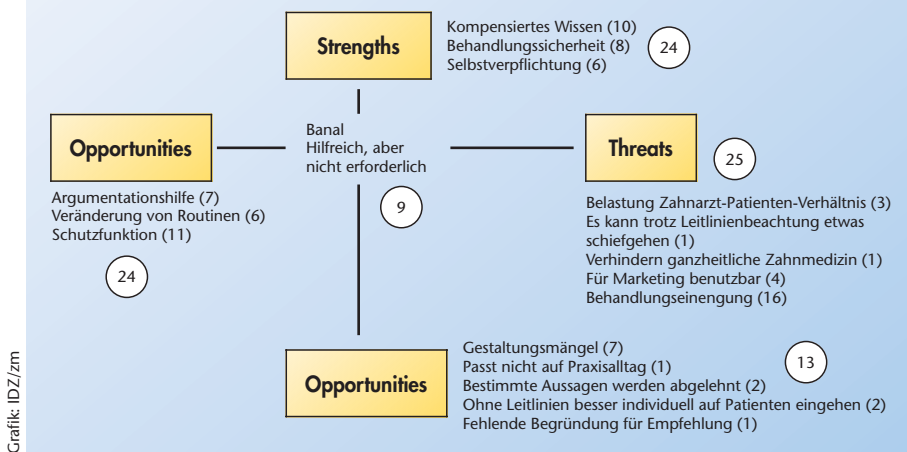 Strengths
Kompensiertes Wissen (10)
Behandlungssicherheit (8)
Selbstverpflichtung (6)
24
Opportunities
Argumentationshilfe (7)
Veränderung von Routinen (6)
Schutzfunktion (11)
24
Banal
Hilfreich, aber
nicht erforderlich
9
Threats
25
Belastung Zahnarzt-Patienten-Verhältnis (3)
Es kann trotz Leitlinienbeachtung etwas
schiefgehen (1)
Verhindern ganzheitliche Zahnmedizin (1)
Für Marketing benutzbar (4)
Behandlungseinengung (16)
Opportunities
Gestaltungsmängel (7)
Passt nicht auf Praxisalltag (1)
Bestimmte Aussagen werden abgelehnt (2)
Ohne Leitlinien besser individuell auf Patienten eingehen (2)
Fehlende Begründung für Empfehlung (1)
13
Grafik: IDZ/zm